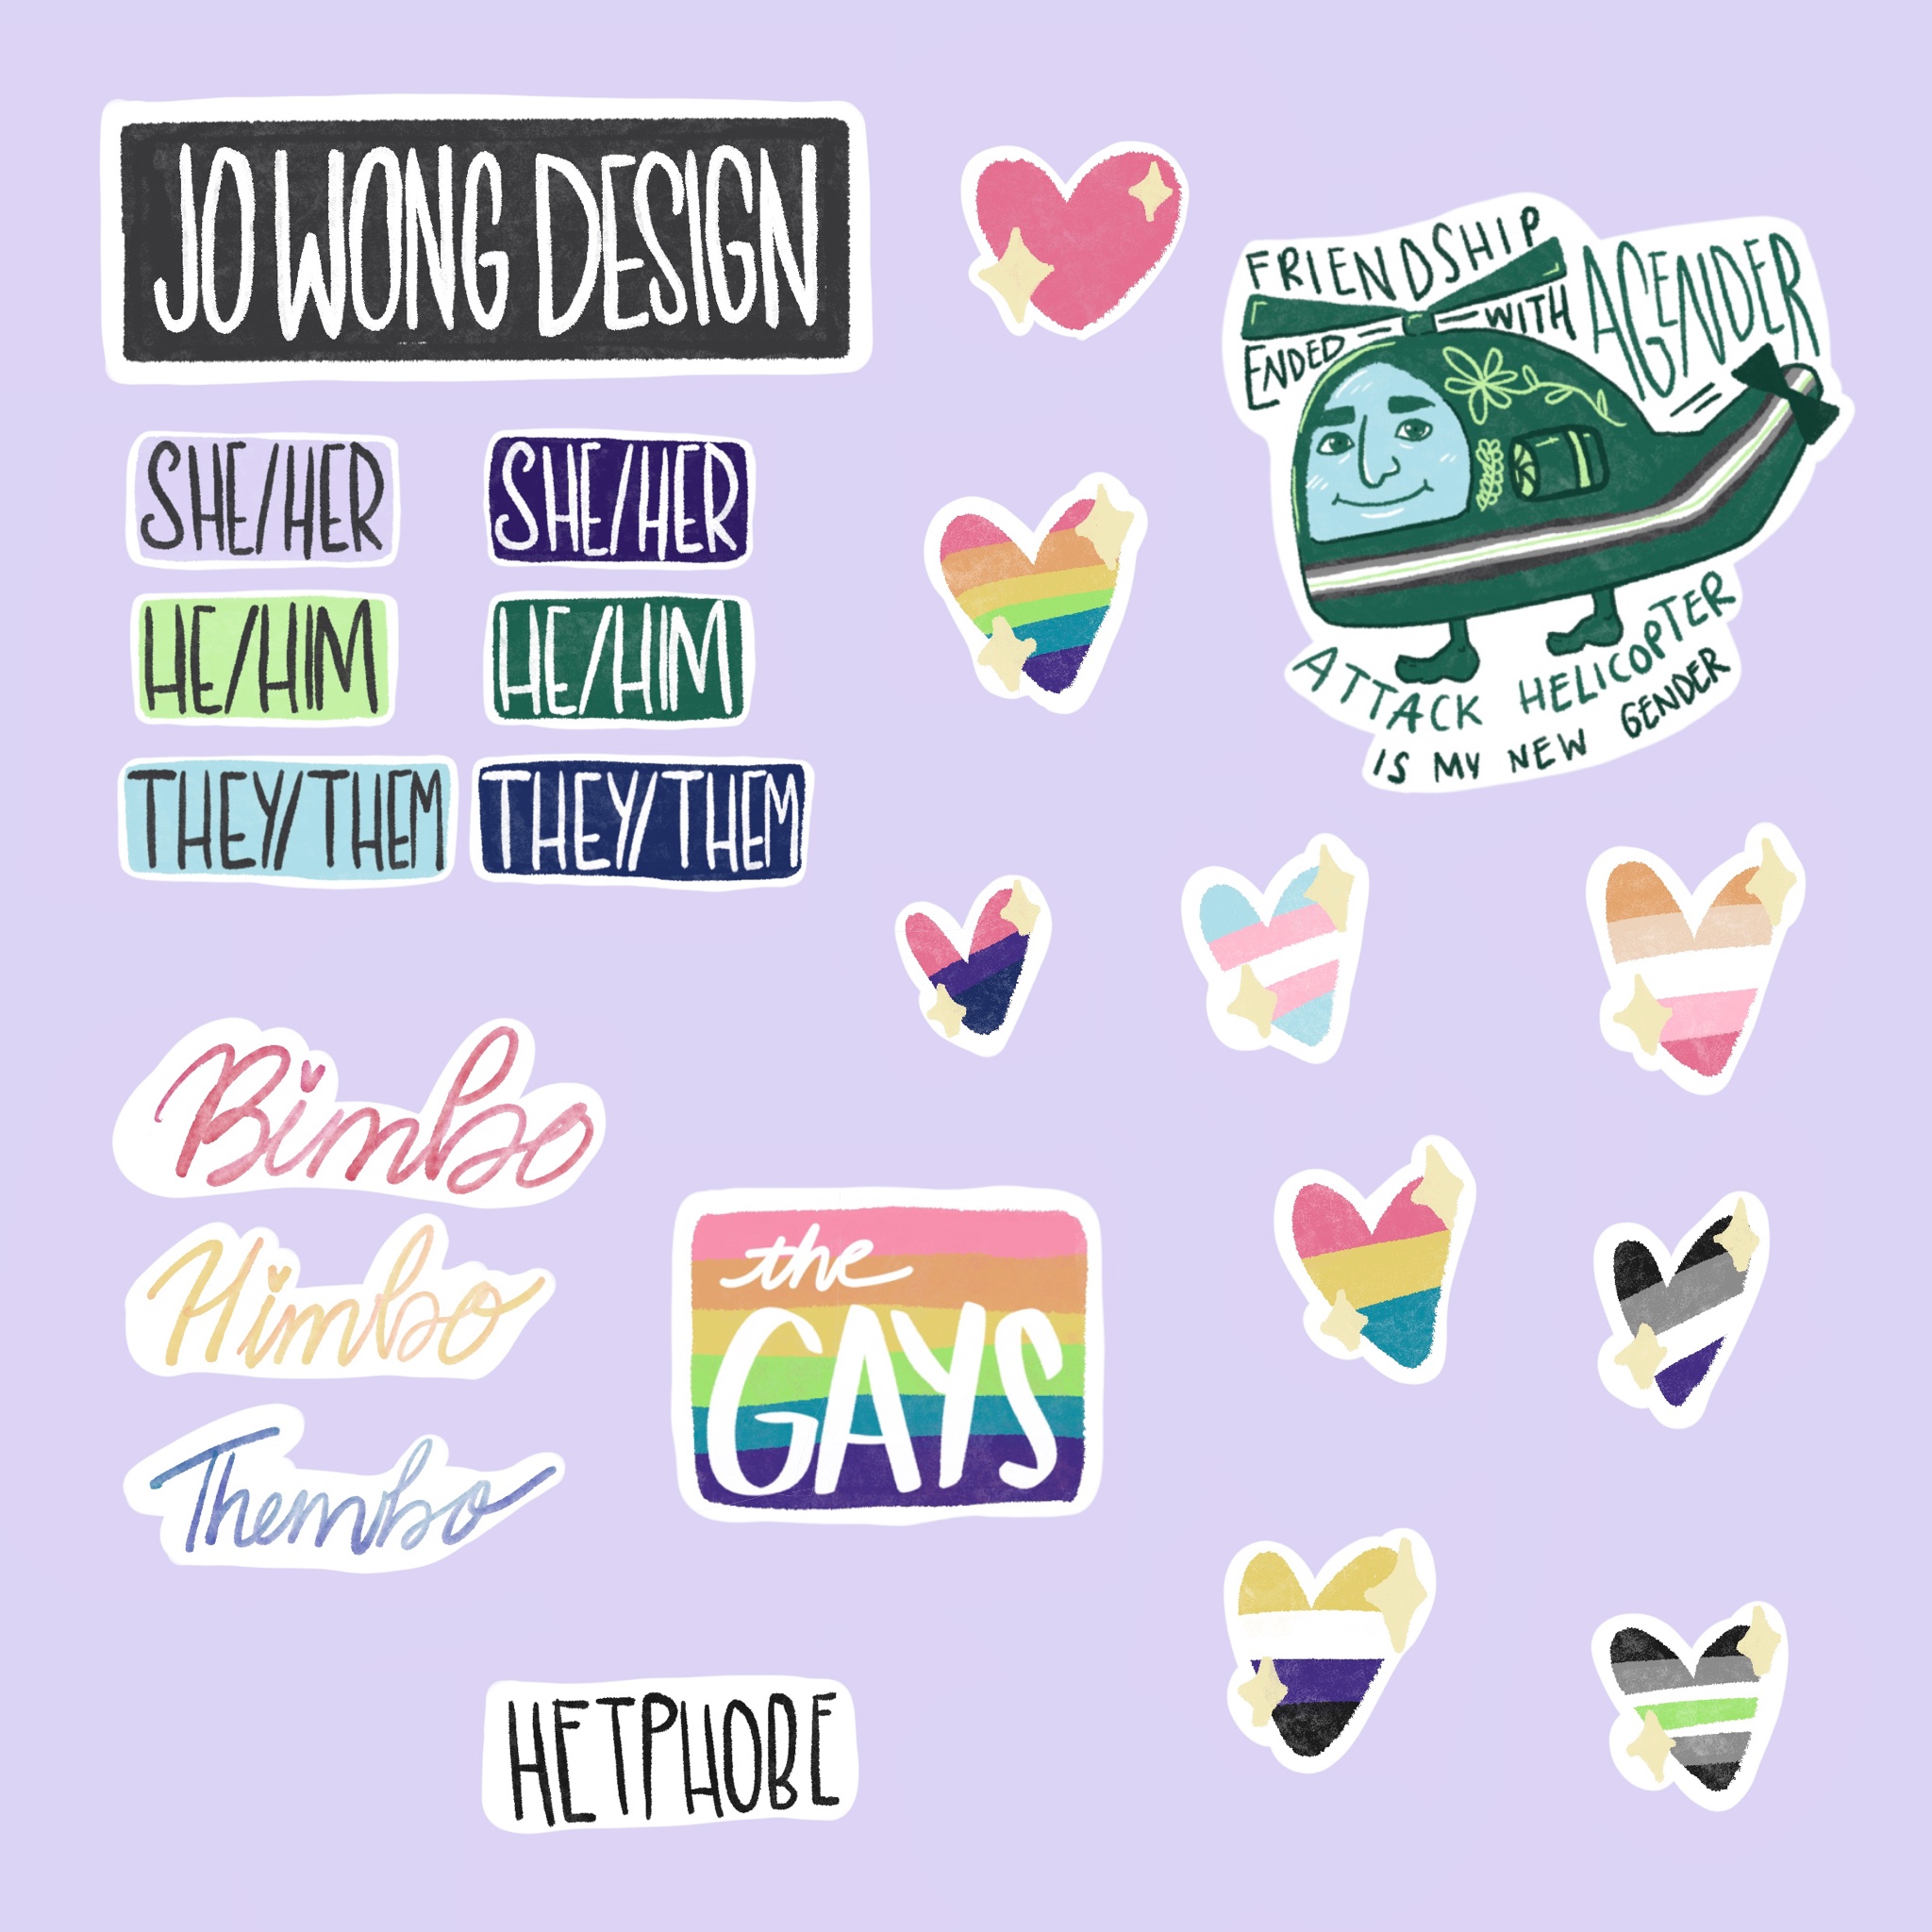 JO WONG DESIGN
FRIENDSHIP
ENDED WITH AGENDER
ATTACK HELICOPTER
IS MY NEW GENDER
SHE/HER SHE/HER
HE/HIM HE/HIM
THEY/THEM THEY/THEM
Bimbo
Himbo
Thembo
the
GAYS
HETPHOBE